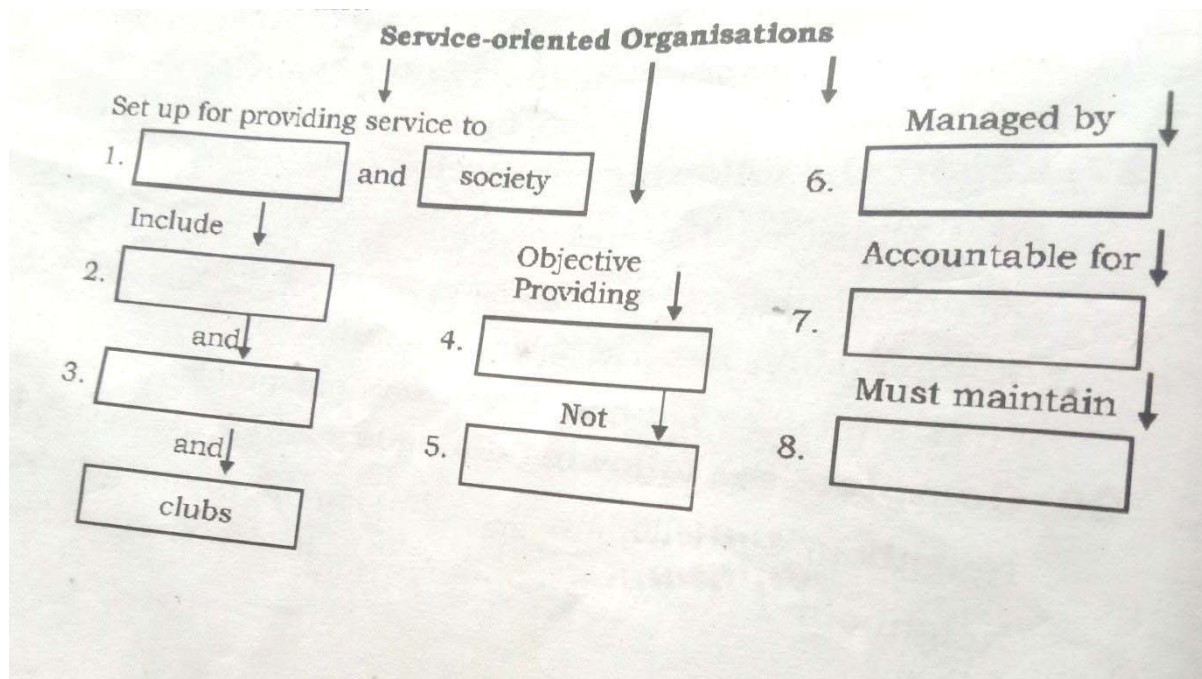 Service-oriented Organisations
Set up for providing service to
1.
and
society
Include
2.
and
3.
and
clubs
Objective
Providing
4.
Not
5.
Managed by
6.
Accountable for
7.
Must maintain
8.